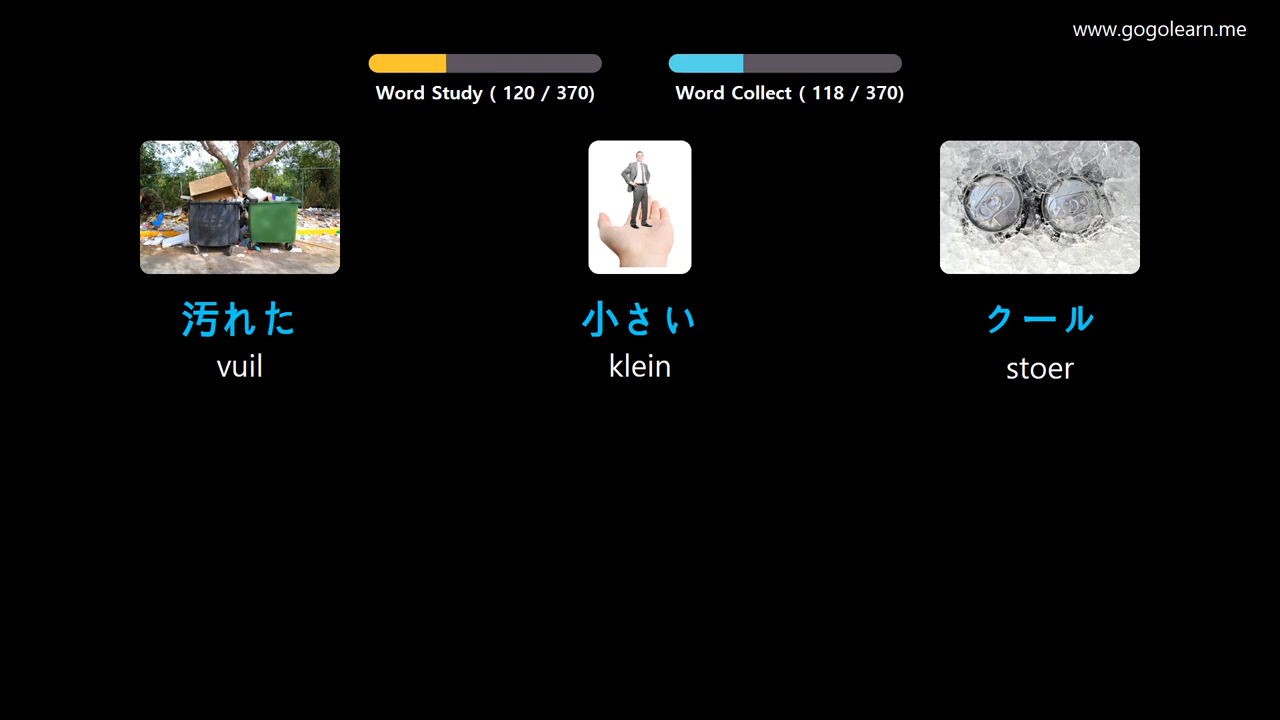 www.gogolearn.me
Word Study ( 120 / 370)
Word Collect ( 118 / 370)
汚れた
小さい
クール
vuil
klein
stoer